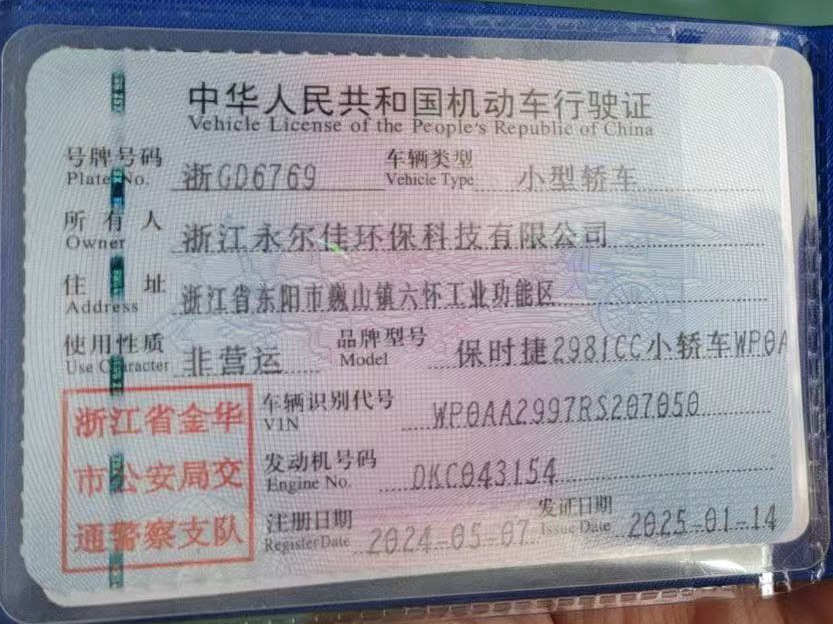 中华人民共和国机动车行驶证
Vehicle License of the People's Republic of China
号牌号码 浙GD6769 车辆类型 小型轿车
Plate No. Vehicle Type
所有人 浙江永尔佳环保科技有限公司
Owner
住址 浙江省东阳市巍山镇六怀工业功能区
Address
使用性质 非营运 品牌型号 保时捷2981CC小轿车WP0A
Use Character Model
浙江省金华
市公安局交
通警察支队
车辆识别代号 WP0AA2997RS207050
VIN
发动机号码 DKC043154
Engine No.
注册日期 2024-05-07 发证日期 2025-01-14
Register Date Issue Date